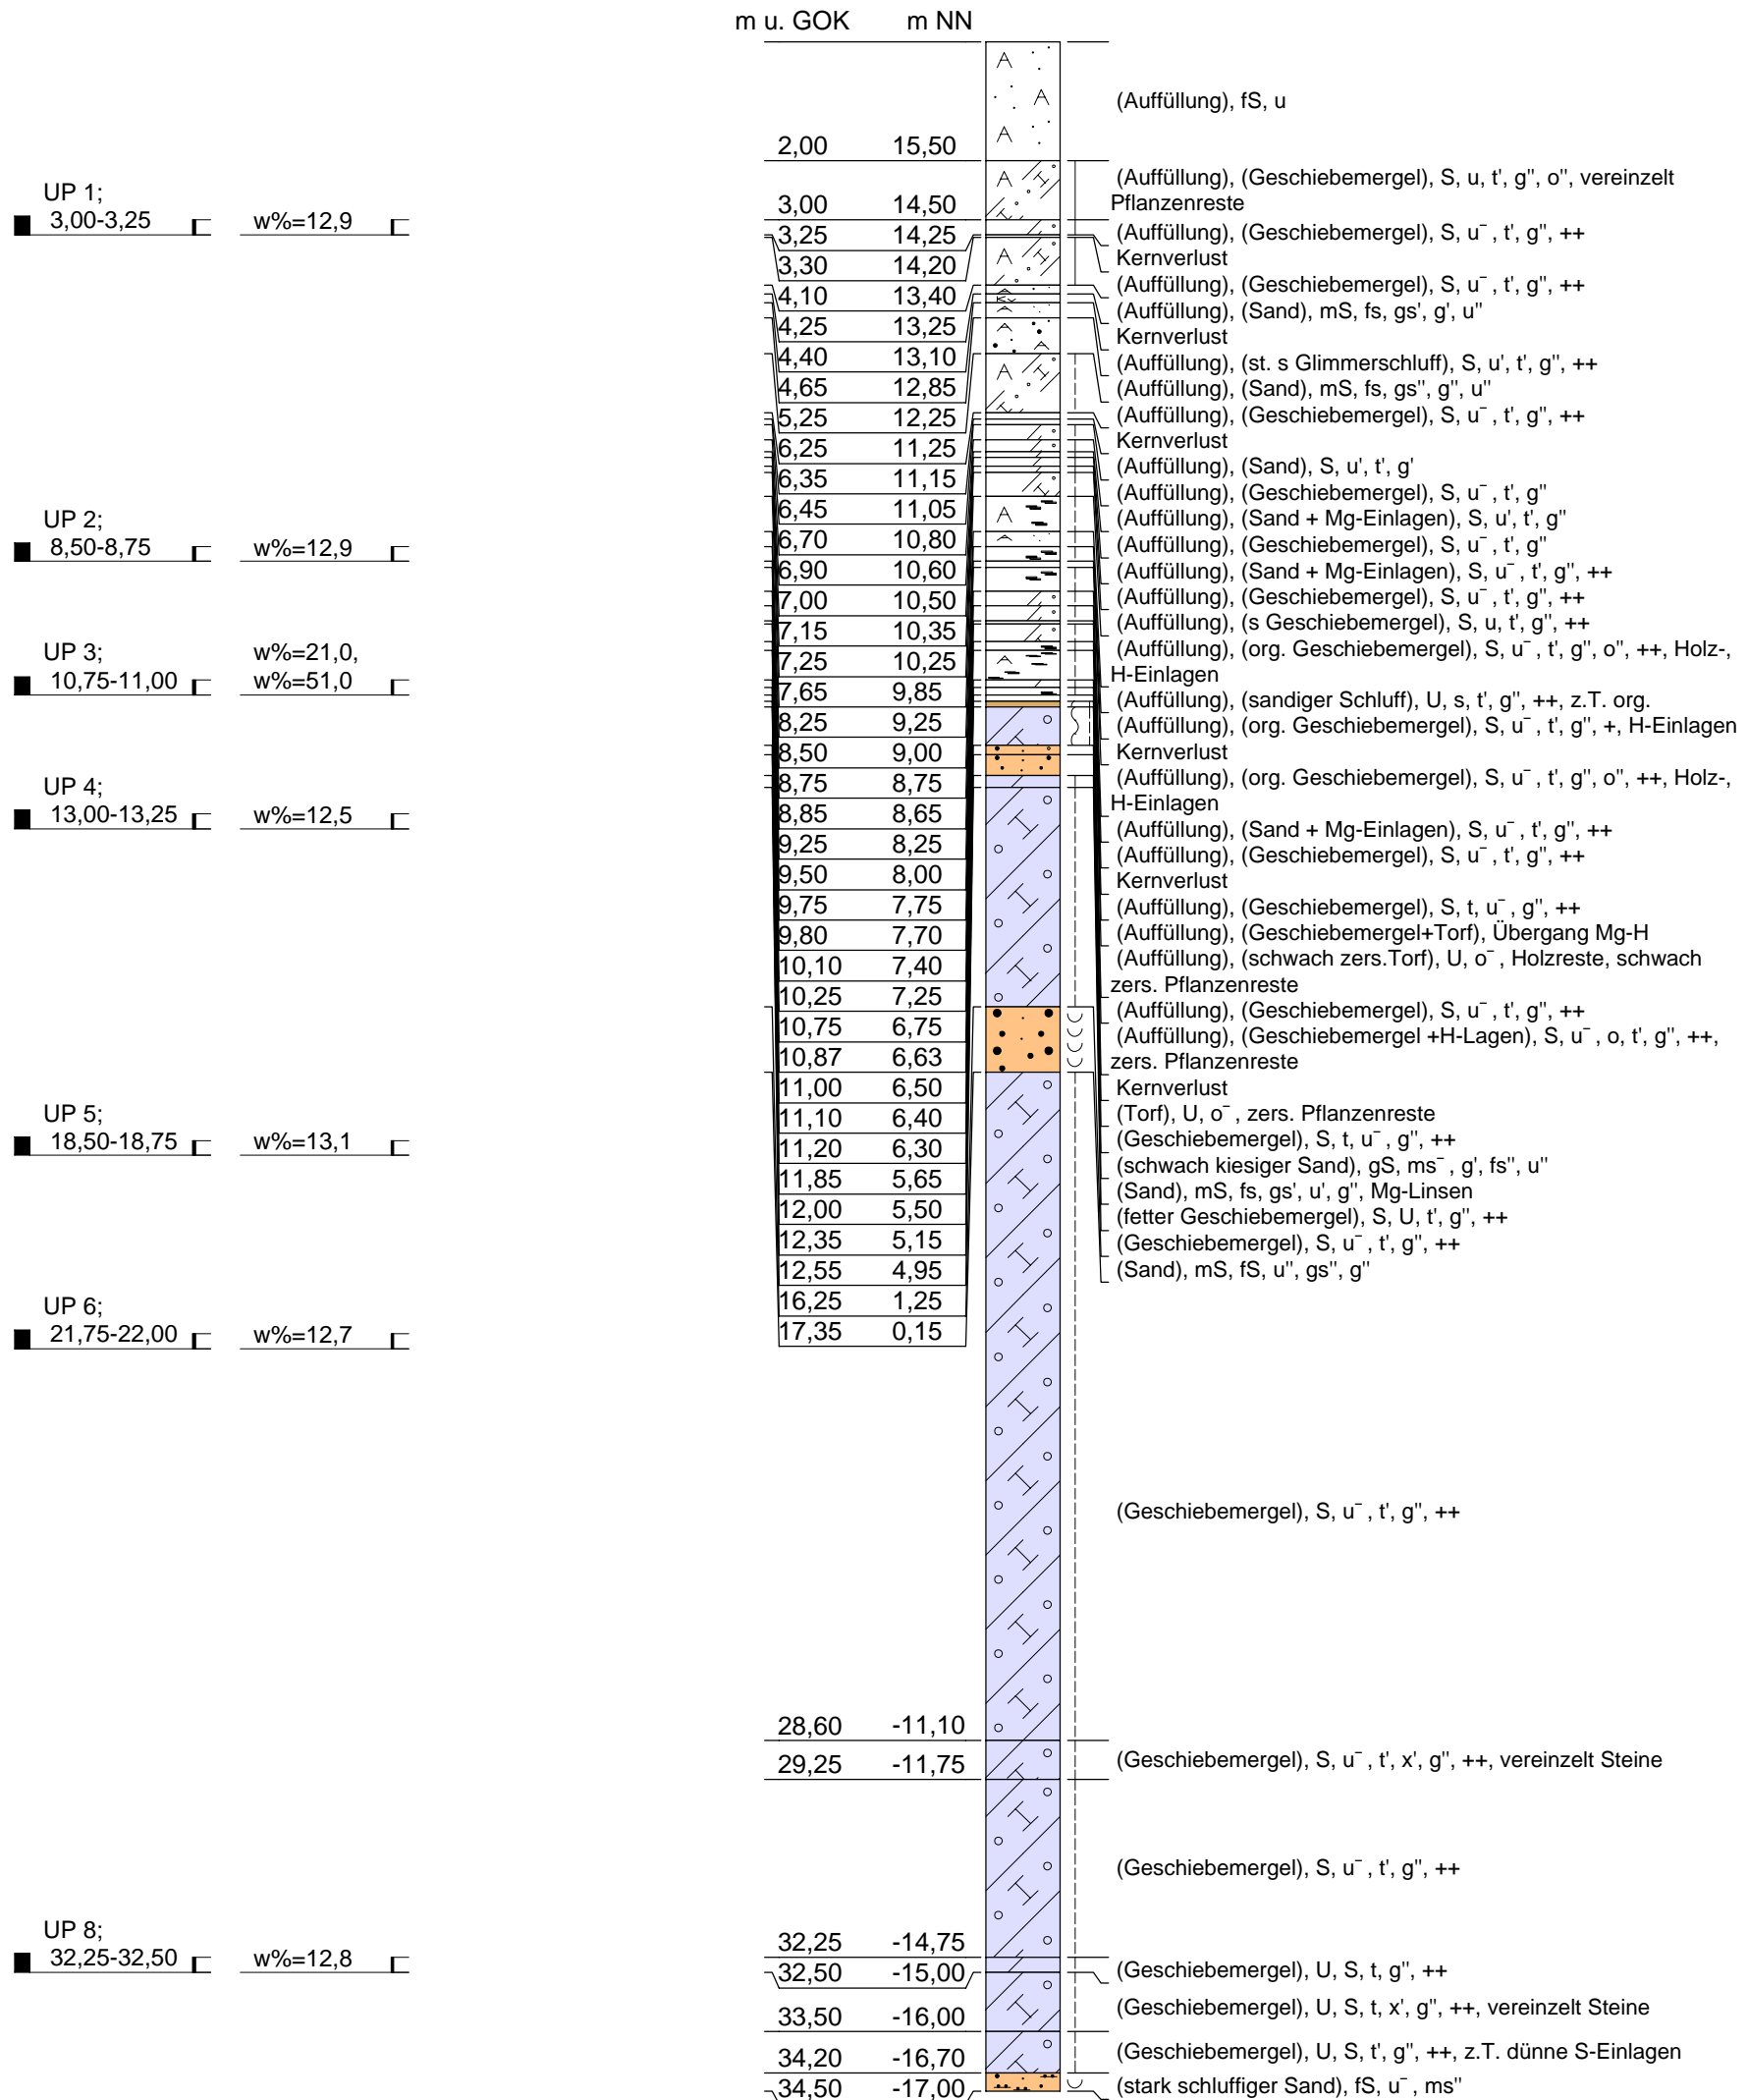 m u. GOK m NN
(Auffüllung), fS, u
2,00 15,50
(Auffüllung), (Geschiebemergel), S, u, t', g'', o'', vereinzelt
Pflanzenreste
UP 1;
3,00-3,25 w%=12,9
3,00 14,50
3,25 14,25
3,30 14,20
4,10 13,40
4,25 13,25
4,40 13,10
4,65 12,85
5,25 12,25
6,25 11,25
6,35 11,15
6,45 11,05
6,70 10,80
6,90 10,60
7,00 10,50
7,15 10,35
7,25 10,25
7,65 9,85
8,25 9,25
8,50 9,00
8,75 8,75
8,85 8,65
9,25 8,25
9,50 8,00
9,75 7,75
9,80 7,70
10,10 7,40
10,25 7,25
10,75 6,75
10,87 6,63
11,00 6,50
11,10 6,40
11,20 6,30
11,85 5,65
12,00 5,50
12,35 5,15
12,55 4,95
16,25 1,25
17,35 0,15
(Auffüllung), (Geschiebemergel), S, u¯ , t', g'', ++
Kernverlust
(Auffüllung), (Geschiebemergel), S, u¯ , t', g'', ++
(Auffüllung), (Sand), mS, fs, gs', g', u''
Kernverlust
(Auffüllung), (st. s Glimmerschluff), S, u', t', g'', ++
(Auffüllung), (Sand), mS, fs, gs'', g'', u''
(Auffüllung), (Geschiebemergel), S, u¯ , t', g'', ++
Kernverlust
(Auffüllung), (Sand), S, u', t', g'
(Auffüllung), (Geschiebemergel), S, u¯ , t', g''
(Auffüllung), (Sand + Mg-Einlagen), S, u', t', g''
(Auffüllung), (Geschiebemergel), S, u¯ , t', g''
(Auffüllung), (Sand + Mg-Einlagen), S, u¯ , t', g'', ++
(Auffüllung), (Geschiebemergel), S, u¯ , t', g'', ++
(Auffüllung), (s Geschiebemergel), S, u, t', g'', ++
(Auffüllung), (org. Geschiebemergel), S, u¯ , t', g'', o'', ++, Holz-,
H-Einlagen
(Auffüllung), (sandiger Schluff), U, s, t', g'', ++, z.T. org.
(Auffüllung), (org. Geschiebemergel), S, u¯ , t', g'', +, H-Einlagen
Kernverlust
(Auffüllung), (org. Geschiebemergel), S, u¯ , t', g'', o'', ++, Holz-,
H-Einlagen
(Auffüllung), (Sand + Mg-Einlagen), S, u¯ , t', g'', ++
(Auffüllung), (Geschiebemergel), S, u¯ , t', g'', ++
Kernverlust
(Auffüllung), (Geschiebemergel), S, t, u¯ , g'', ++
(Auffüllung), (Geschiebemergel+Torf), Übergang Mg-H
(Auffüllung), (schwach zers.Torf), U, o¯ , Holzreste, schwach
zers. Pflanzenreste
(Auffüllung), (Geschiebemergel), S, u¯ , t', g'', ++
(Auffüllung), (Geschiebemergel +H-Lagen), S, u¯ , o, t', g'', ++,
zers. Pflanzenreste
Kernverlust
(Torf), U, o¯ , zers. Pflanzenreste
(Geschiebemergel), S, t, u¯ , g'', ++
(schwach kiesiger Sand), gS, ms¯ , g', fs'', u''
(Sand), mS, fs, gs', u', g'', Mg-Linsen
(fetter Geschiebemergel), S, U, t', g'', ++
(Geschiebemergel), S, u¯ , t', g'', ++
(Sand), mS, fS, u'', gs'', g''
UP 2;
8,50-8,75 w%=12,9
UP 3;
10,75-11,00 w%=21,0,
w%=51,0
UP 4;
13,00-13,25 w%=12,5
UP 5;
18,50-18,75 w%=13,1
UP 6;
21,75-22,00 w%=12,7
(Geschiebemergel), S, u¯ , t', g'', ++
28,60 -11,10
29,25 -11,75
(Geschiebemergel), S, u¯ , t', x', g'', ++, vereinzelt Steine
(Geschiebemergel), S, u¯ , t', g'', ++
UP 8;
32,25-32,50 w%=12,8
32,25 -14,75
32,50 -15,00
(Geschiebemergel), U, S, t, g'', ++
33,50 -16,00
(Geschiebemergel), U, S, t, x', g'', ++, vereinzelt Steine
34,20 -16,70
(Geschiebemergel), U, S, t', g'', ++, z.T. dünne S-Einlagen
34,50 -17,00
(stark schluffiger Sand), fS, u¯ , ms''